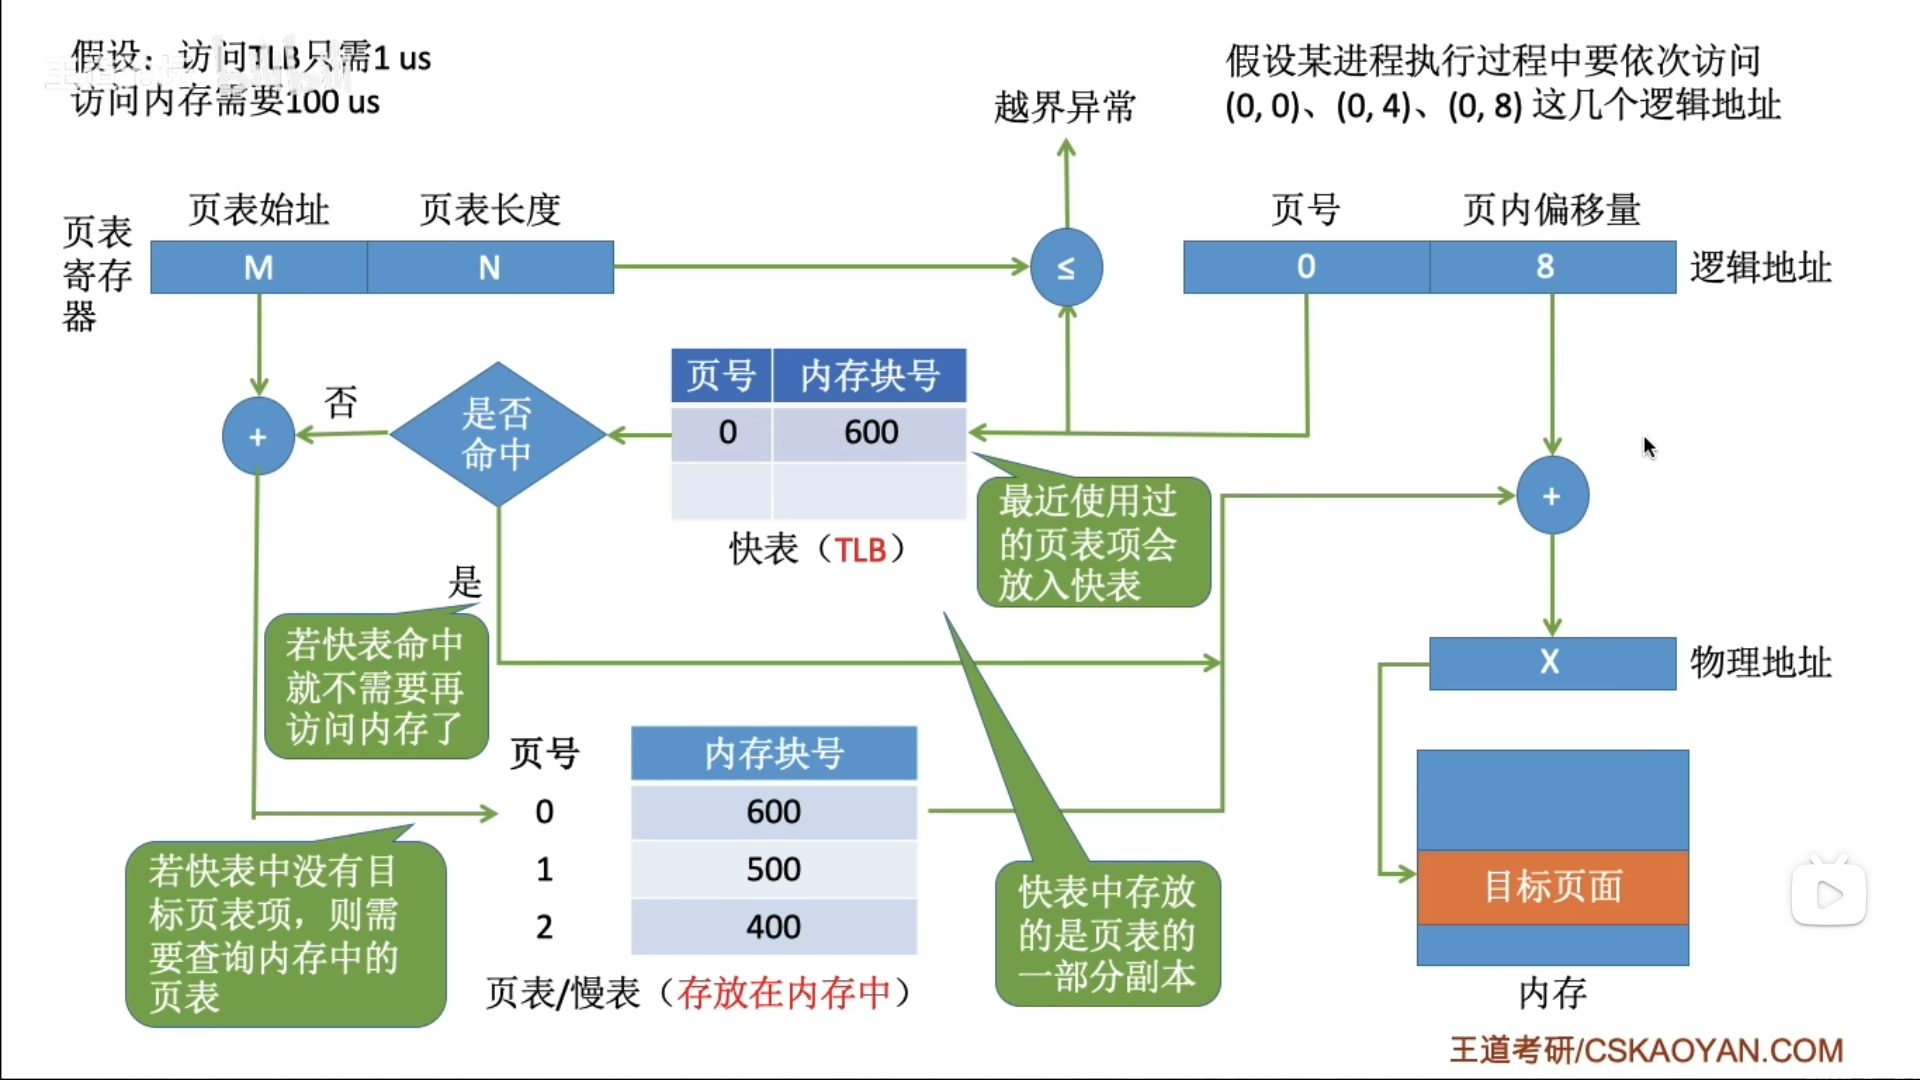 假设：访问TLB只需1 us
访问内存需要100 us
假设某进程执行过程中要依次访问
(0, 0)、(0, 4)、(0, 8) 这几个逻辑地址
越界异常
页表始址
页表长度
页号
页内偏移量
页表
寄存
器
M
N
≤
0
8
逻辑地址
页号
内存块号
0
600
快表（TLB）
是否
命中
否
+
是
+
最近使用过
的页表项会
放入快表
若快表命中
就不需要再
访问内存了
X
物理地址
页号
内存块号
0
600
1
500
2
400
页表/慢表（存放在内存中）
若快表中没有目
标页表项，则需
要查询内存中的
页表
快表中存放
的是页表的
一部分副本
目标页面
内存
王道考研/CSKAOYAN.COM